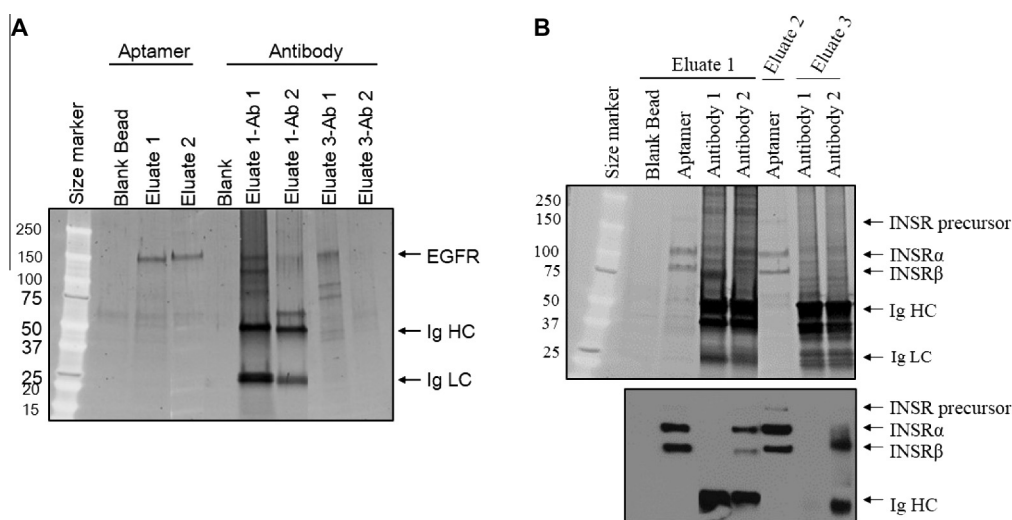 A
Aptamer
Antibody
Size marker
Blank Bead
Eluate 1
Eluate 2
Blank
Eluate 1-Ab 1
Eluate 1-Ab 2
Eluate 3-Ab 1
Eluate 3-Ab 2
250
150
100
75
50
37
25
20
15
EGFR
Ig HC
Ig LC
B
Eluate 1
Eluate 2
Eluate 3
Size marker
Blank Bead
Aptamer
Antibody 1
Antibody 2
Aptamer
Antibody 1
Antibody 2
250
150
100
75
50
37
25
INSR precursor
INSRα
INSRβ
Ig HC
Ig LC
INSR precursor
INSRα
INSRβ
Ig HC